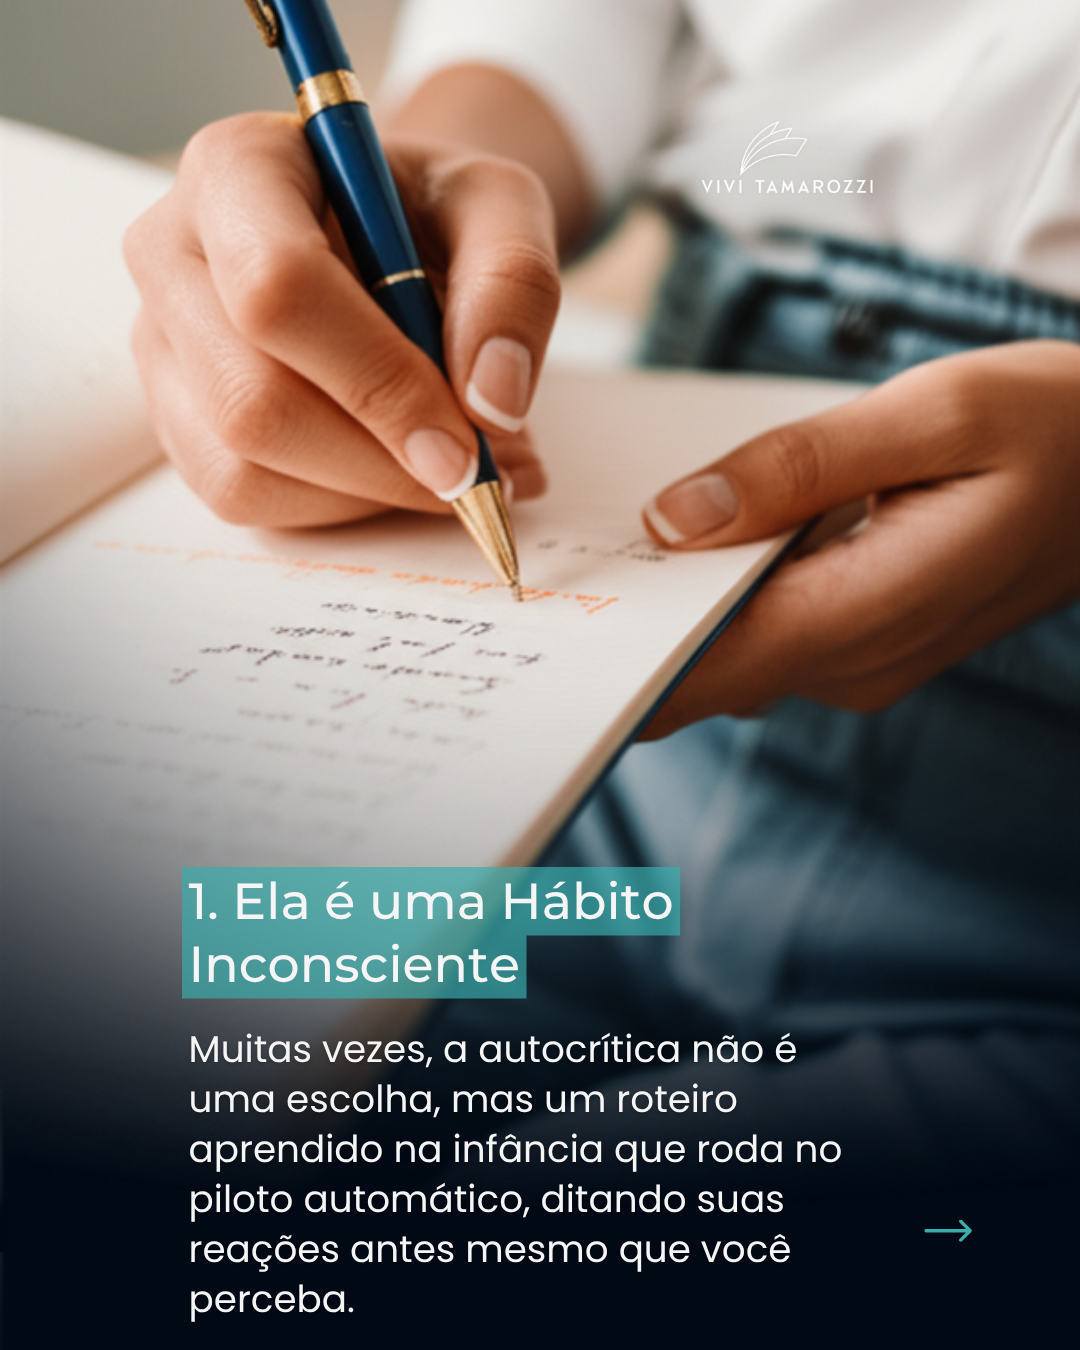 VIVI TAMAROZZI
1. Ela é uma Hábito
Inconsciente
Muitas vezes, a autocrítica não é
uma escolha, mas um roteiro
aprendido na infância que roda no
piloto automático, ditando suas
reações antes mesmo que você
perceba.